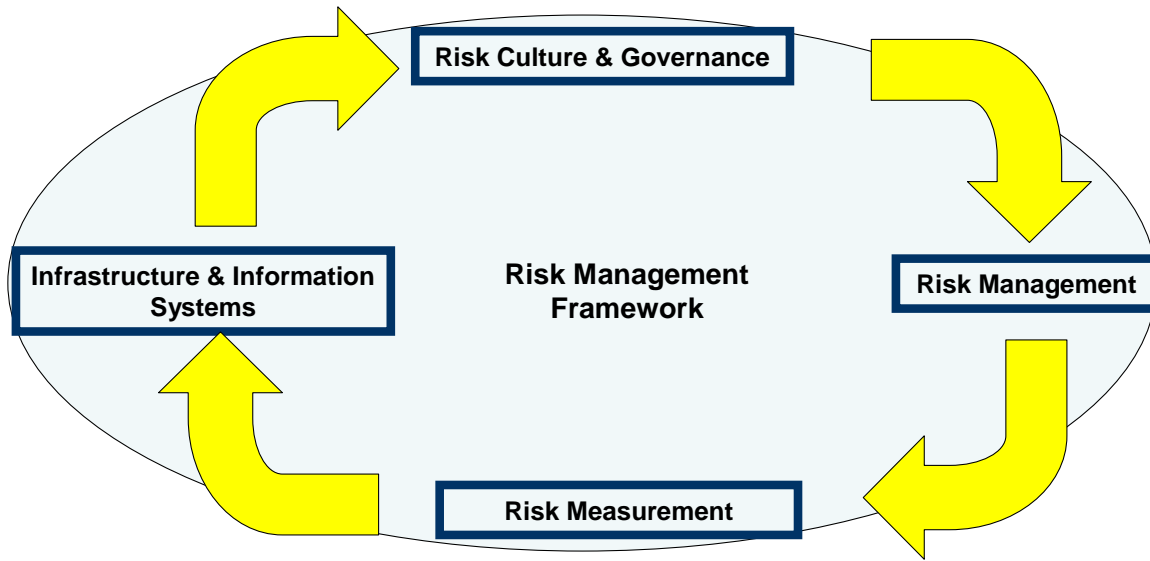 Risk Culture & Governance
Infrastructure & Information
Systems
Risk Management
Framework
Risk Management
Risk Measurement